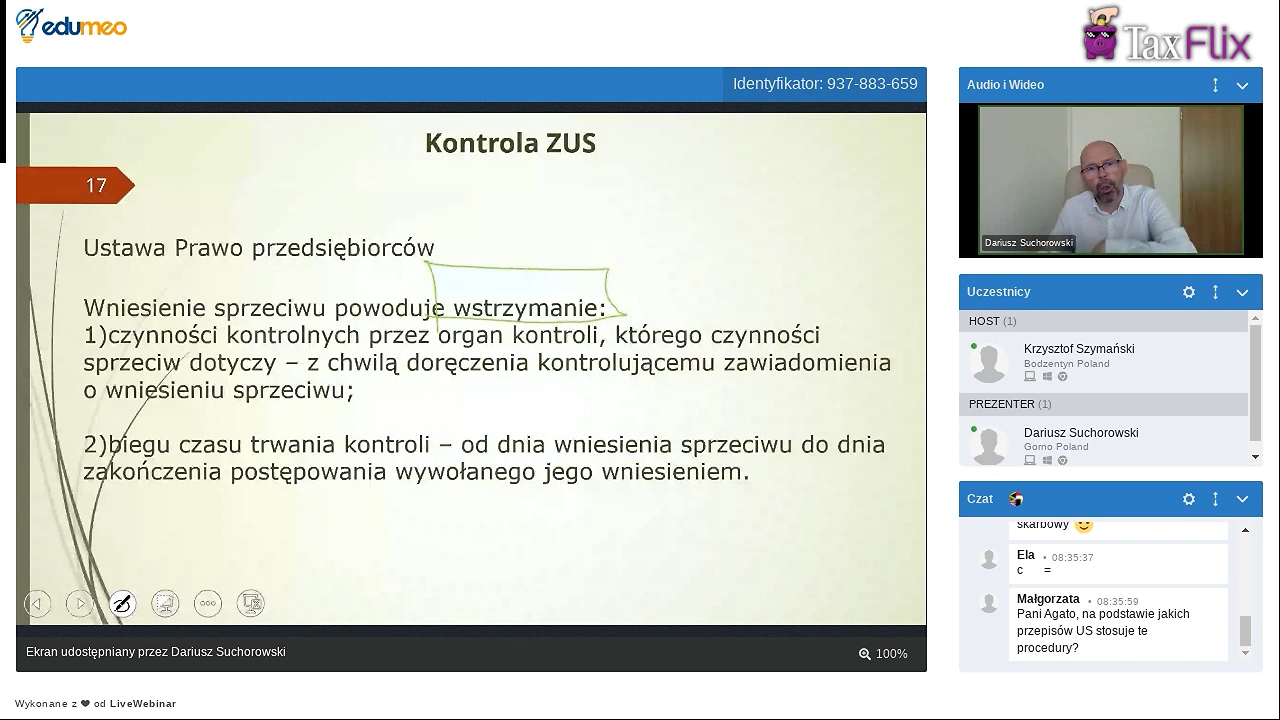 edumeo
TaxFlix
Identyfikator: 937-883-659
Kontrola ZUS
17
Ustawa Prawo przedsiębiorców
Wniesienie sprzeciwu powoduje wstrzymanie:
1)czynności kontrolnych przez organ kontroli, którego czynności
sprzeciw dotyczy – z chwilą doręczenia kontrolującemu zawiadomienia
o wniesieniu sprzeciwu;
2)biegu czasu trwania kontroli – od dnia wniesienia sprzeciwu do dnia
zakończenia postępowania wywołanego jego wniesieniem.
Ekran udostępniany przez Dariusz Suchorowski
100%
Audio i Wideo
Dariusz Suchorowski
Uczestnicy
HOST (1)
Krzysztof Szymański
Bodzentyn Poland
PREZENTER (1)
Dariusz Suchorowski
Gorno Poland
Czat
skarbowy
Ela • 08:35:37
c =
Małgorzata • 08:35:59
Pani Agato, na podstawie jakich
przepisów US stosuje te
procedury?
Wykonane z ❤ od LiveWebinar